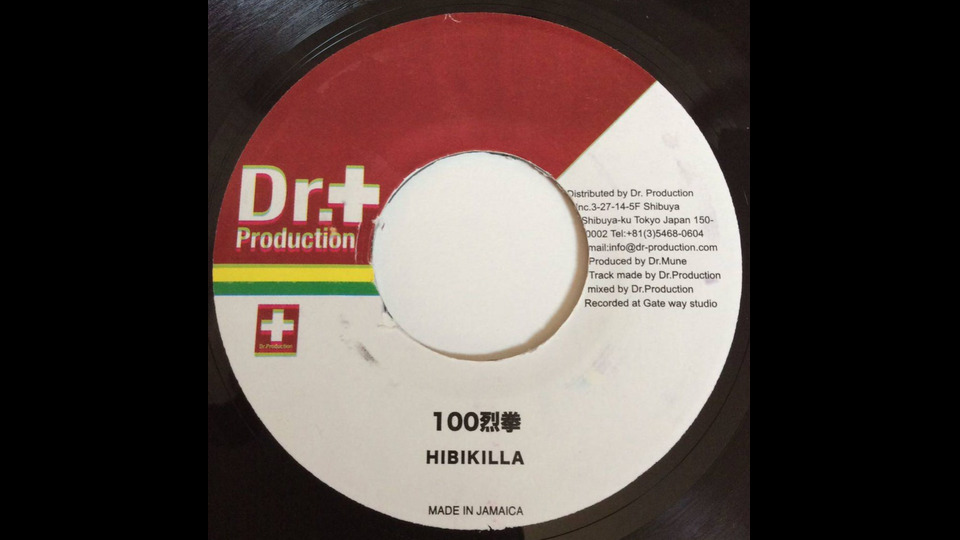 Dr.
Production
Dr.Production
Distributed by Dr. Production
Inc.3-27-14-5F Shibuya
Shibuya-ku Tokyo Japan 150-
0002 Tel:+81(3)5468-0604
mail:info@dr-production.com
Produced by Dr.Mune
Track made by Dr.Production
mixed by Dr.Production
Recorded at Gate way studio
100烈拳
HIBIKILLA
MADE IN JAMAICA